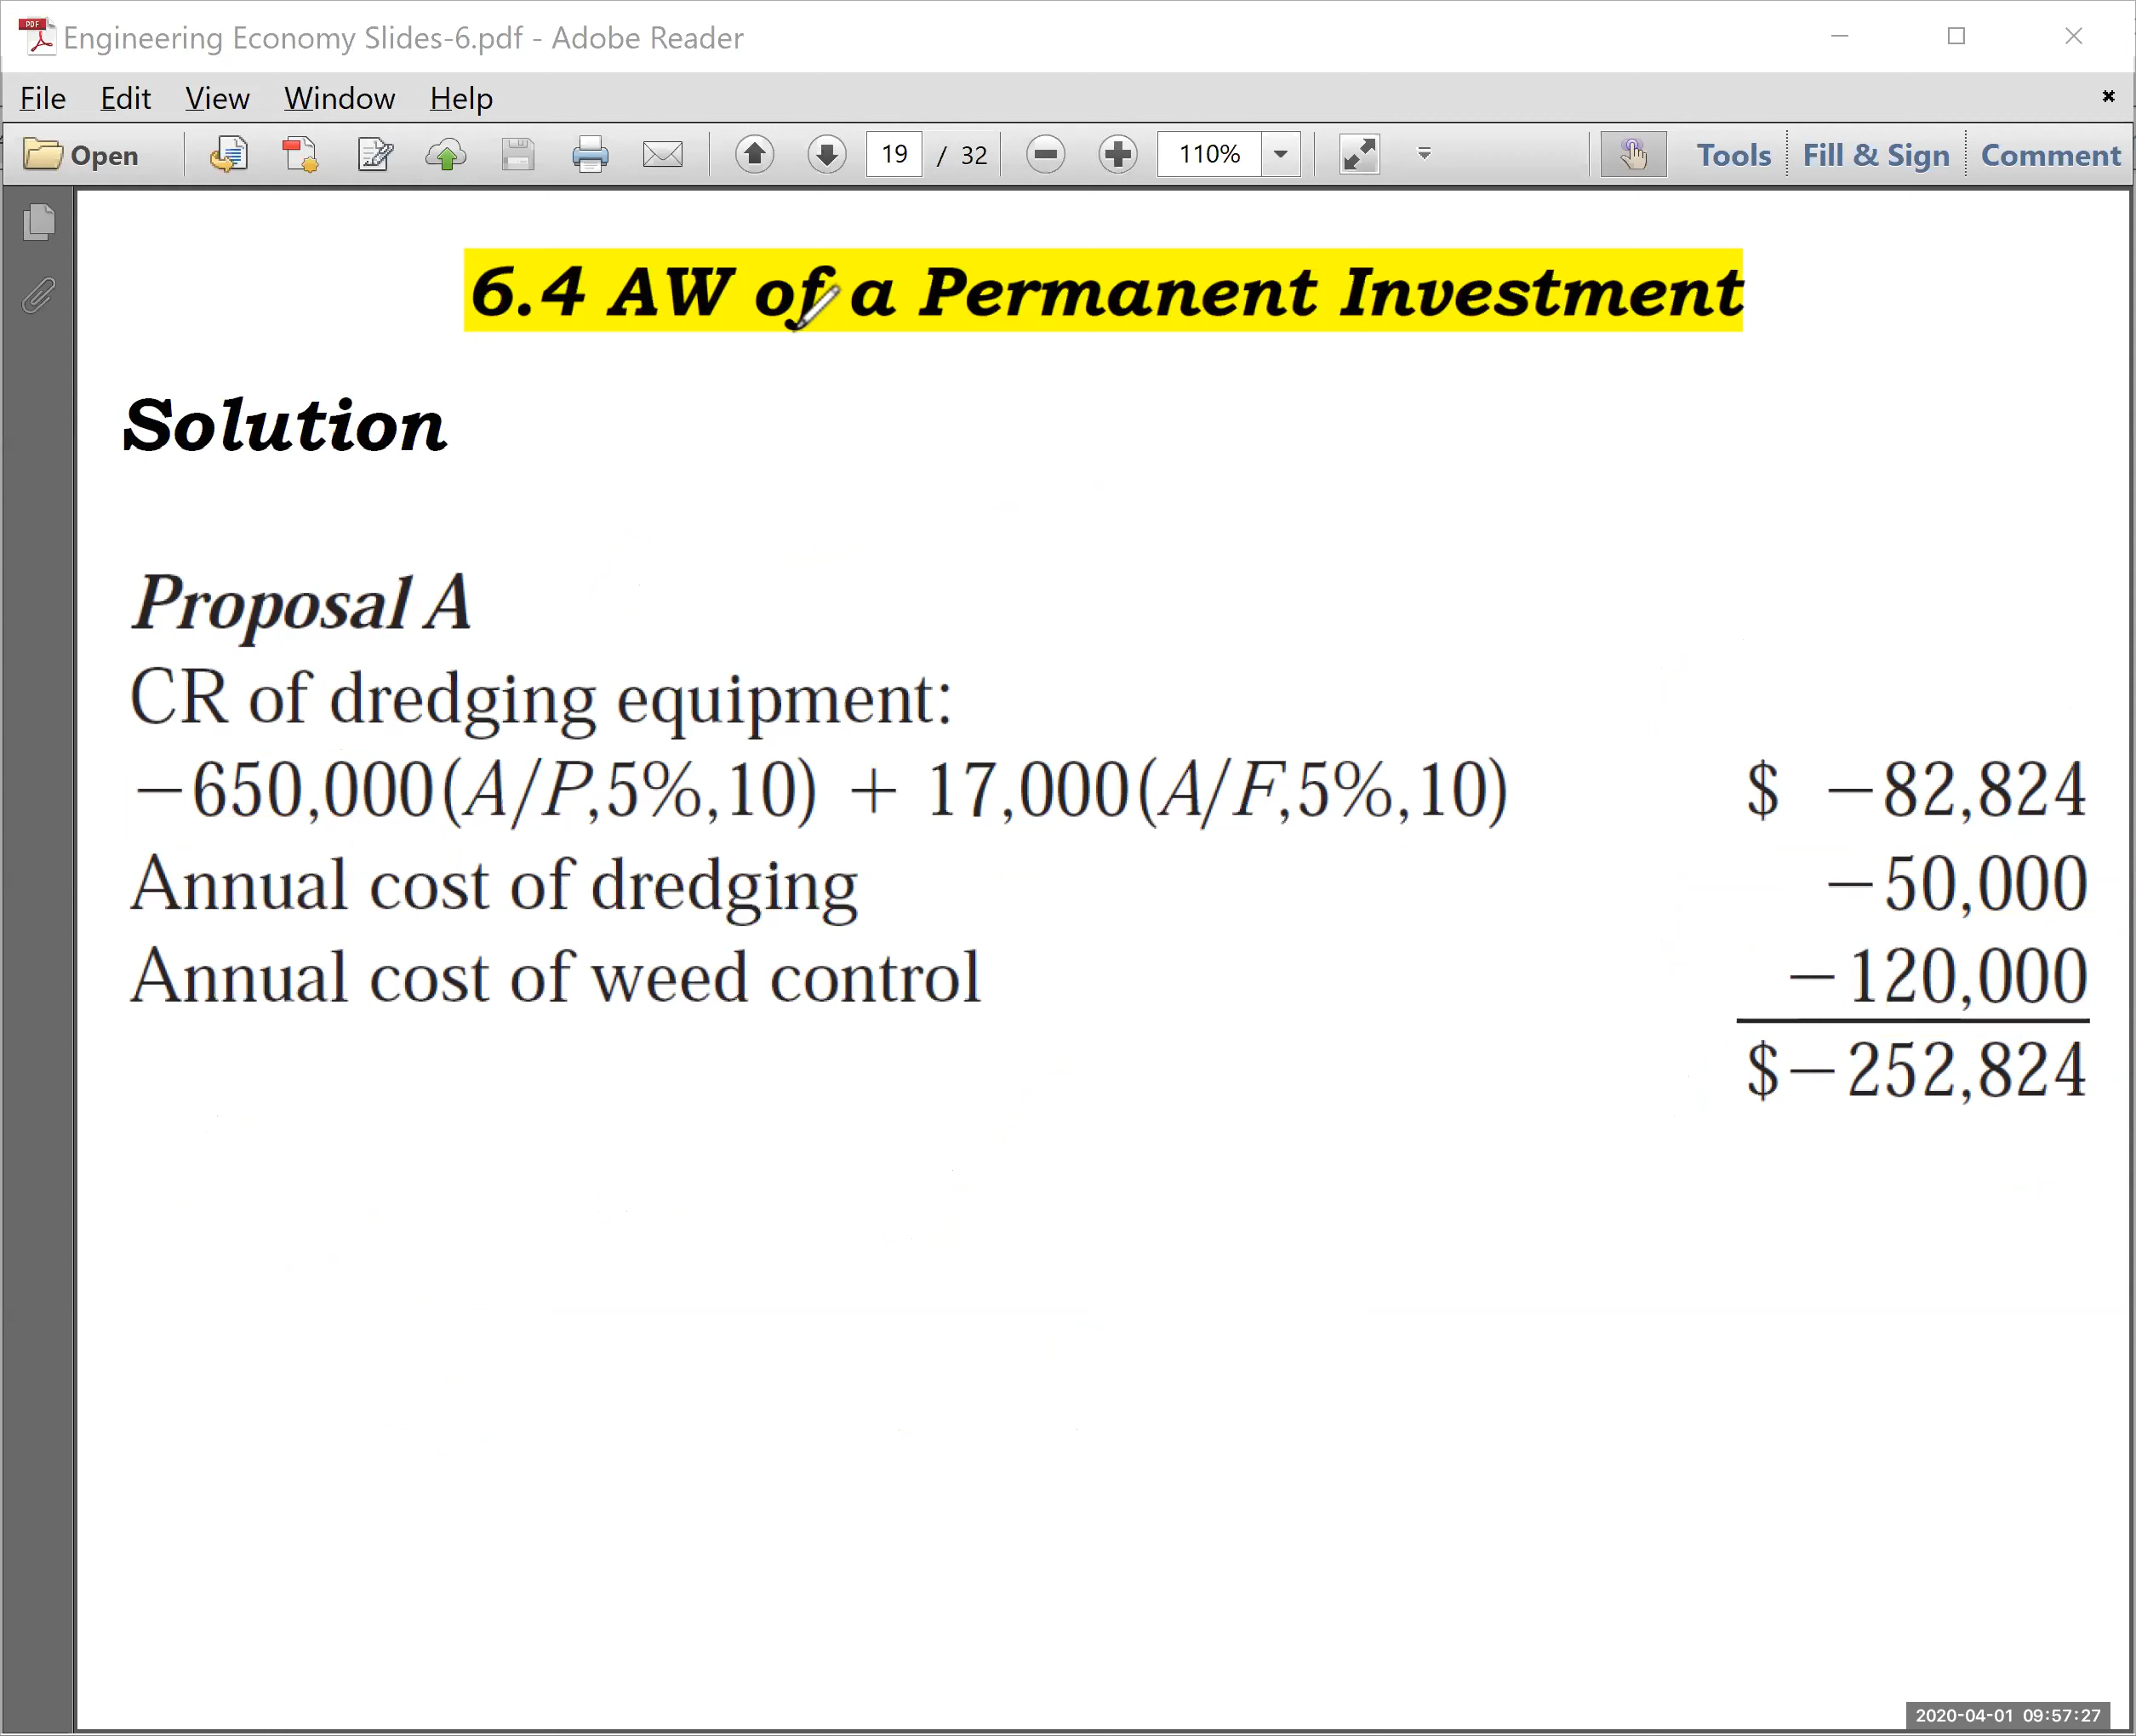 Engineering Economy Slides-6.pdf - Adobe Reader
File Edit View Window Help
Open 19 / 32 110% Tools Fill & Sign Comment
6.4 AW of a Permanent Investment
Solution
Proposal A
CR of dredging equipment:
−650,000(A/P,5%,10) + 17,000(A/F,5%,10) $ −82,824
Annual cost of dredging −50,000
Annual cost of weed control −120,000
$−252,824
2020-04-01 09:57:27